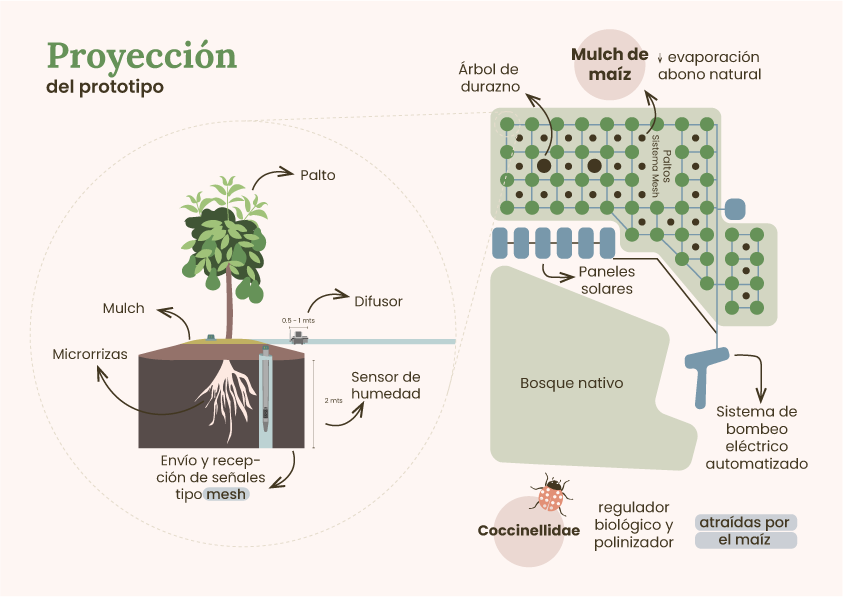 Proyección
del prototipo
Palto
Mulch
Difusor
0.5 - 1 mts
Microrrizas
Sensor de
humedad
2 mts
Envío y recep-
ción de señales
tipo mesh
Árbol de
durazno
Mulch de
maíz
↓ evaporación
abono natural
Paltos
Sistema Mesh
Paneles
solares
Bosque nativo
Sistema de
bombeo
eléctrico
automatizado
Coccinellidae
regulador
biológico y
polinizador
atraídas por
el maíz